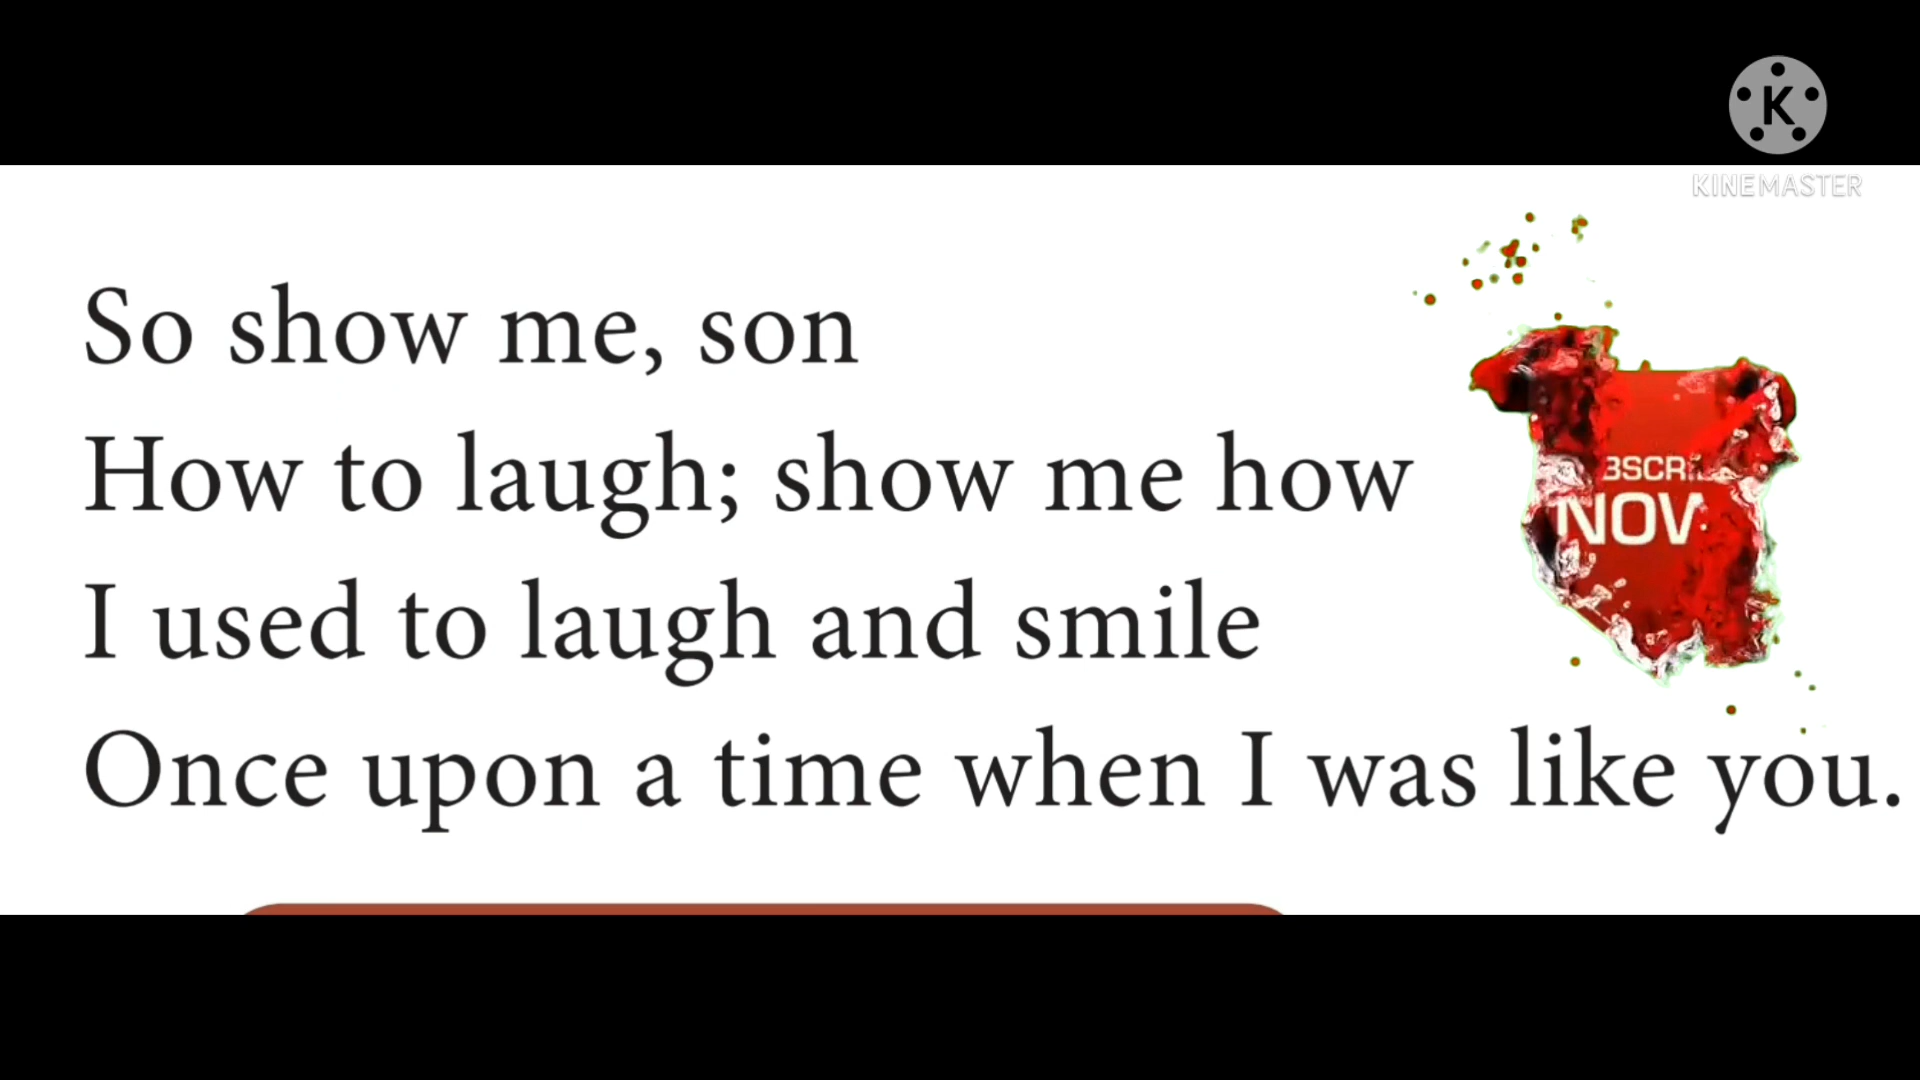 K
KINEMASTER
So show me, son
How to laugh; show me how
I used to laugh and smile
Once upon a time when I was like you.
NOW